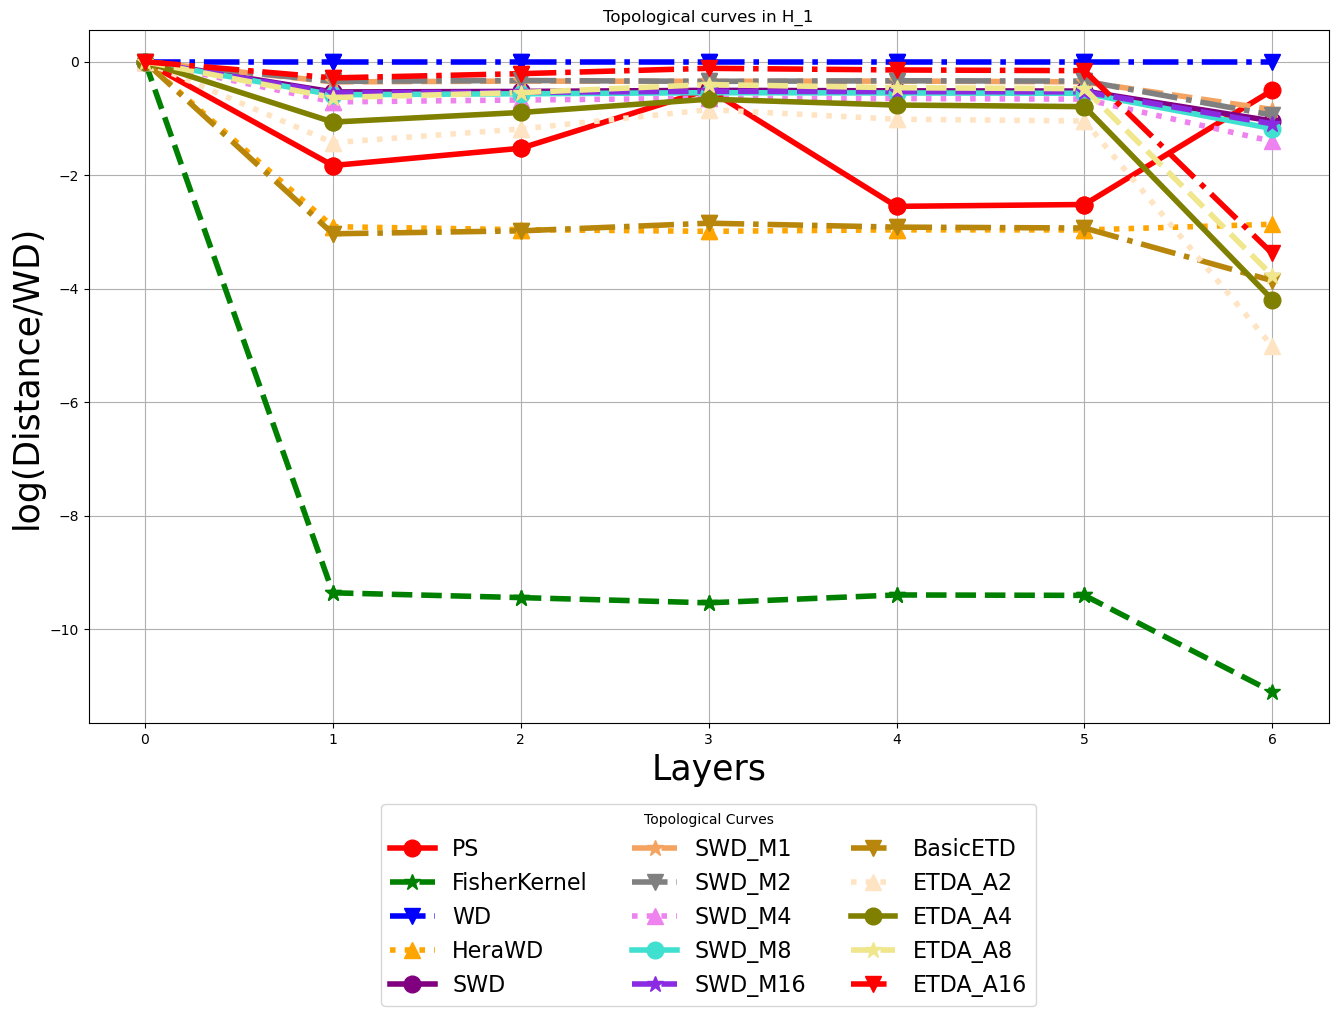 Topological curves in H_1
log(Distance/WD)
0
−2
−4
−6
−8
−10
0 1 2 3 4 5 6
Layers
Topological Curves
PS SWD_M1 BasicETD
FisherKernel SWD_M2 ETDA_A2
WD SWD_M4 ETDA_A4
HeraWD SWD_M8 ETDA_A8
SWD SWD_M16 ETDA_A16